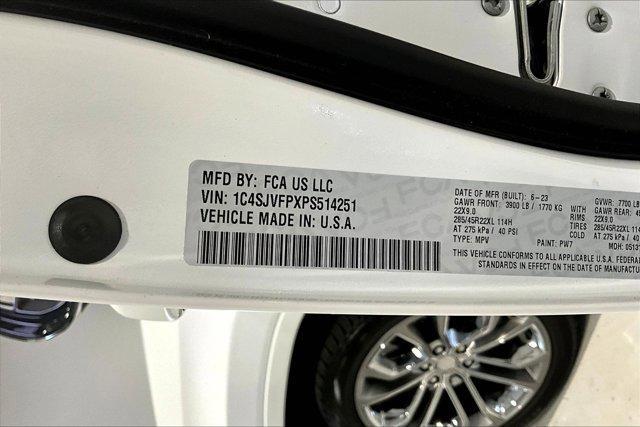 MFD BY: FCA US LLC
VIN: 1C4SJVFPXPS514251
VEHICLE MADE IN: U.S.A.
DATE OF MFR (BUILT): 6-23 GVWR: 7700 LB
GAWR FRONT: 3900 LB / 1770 KG WITH GAWR REAR:
22X9.0 RIMS 22X9.0
285/45R22XL 114H TIRES 285/45R22XL
AT 275 kPa / 40 PSI COLD AT 275 kPa / 40
TYPE: MPV PAINT: PW7 MDH:
THIS VEHICLE CONFORMS TO ALL APPLICABLE U.S.A. FEDERAL
STANDARDS IN EFFECT ON THE DATE OF MANUFACTUR